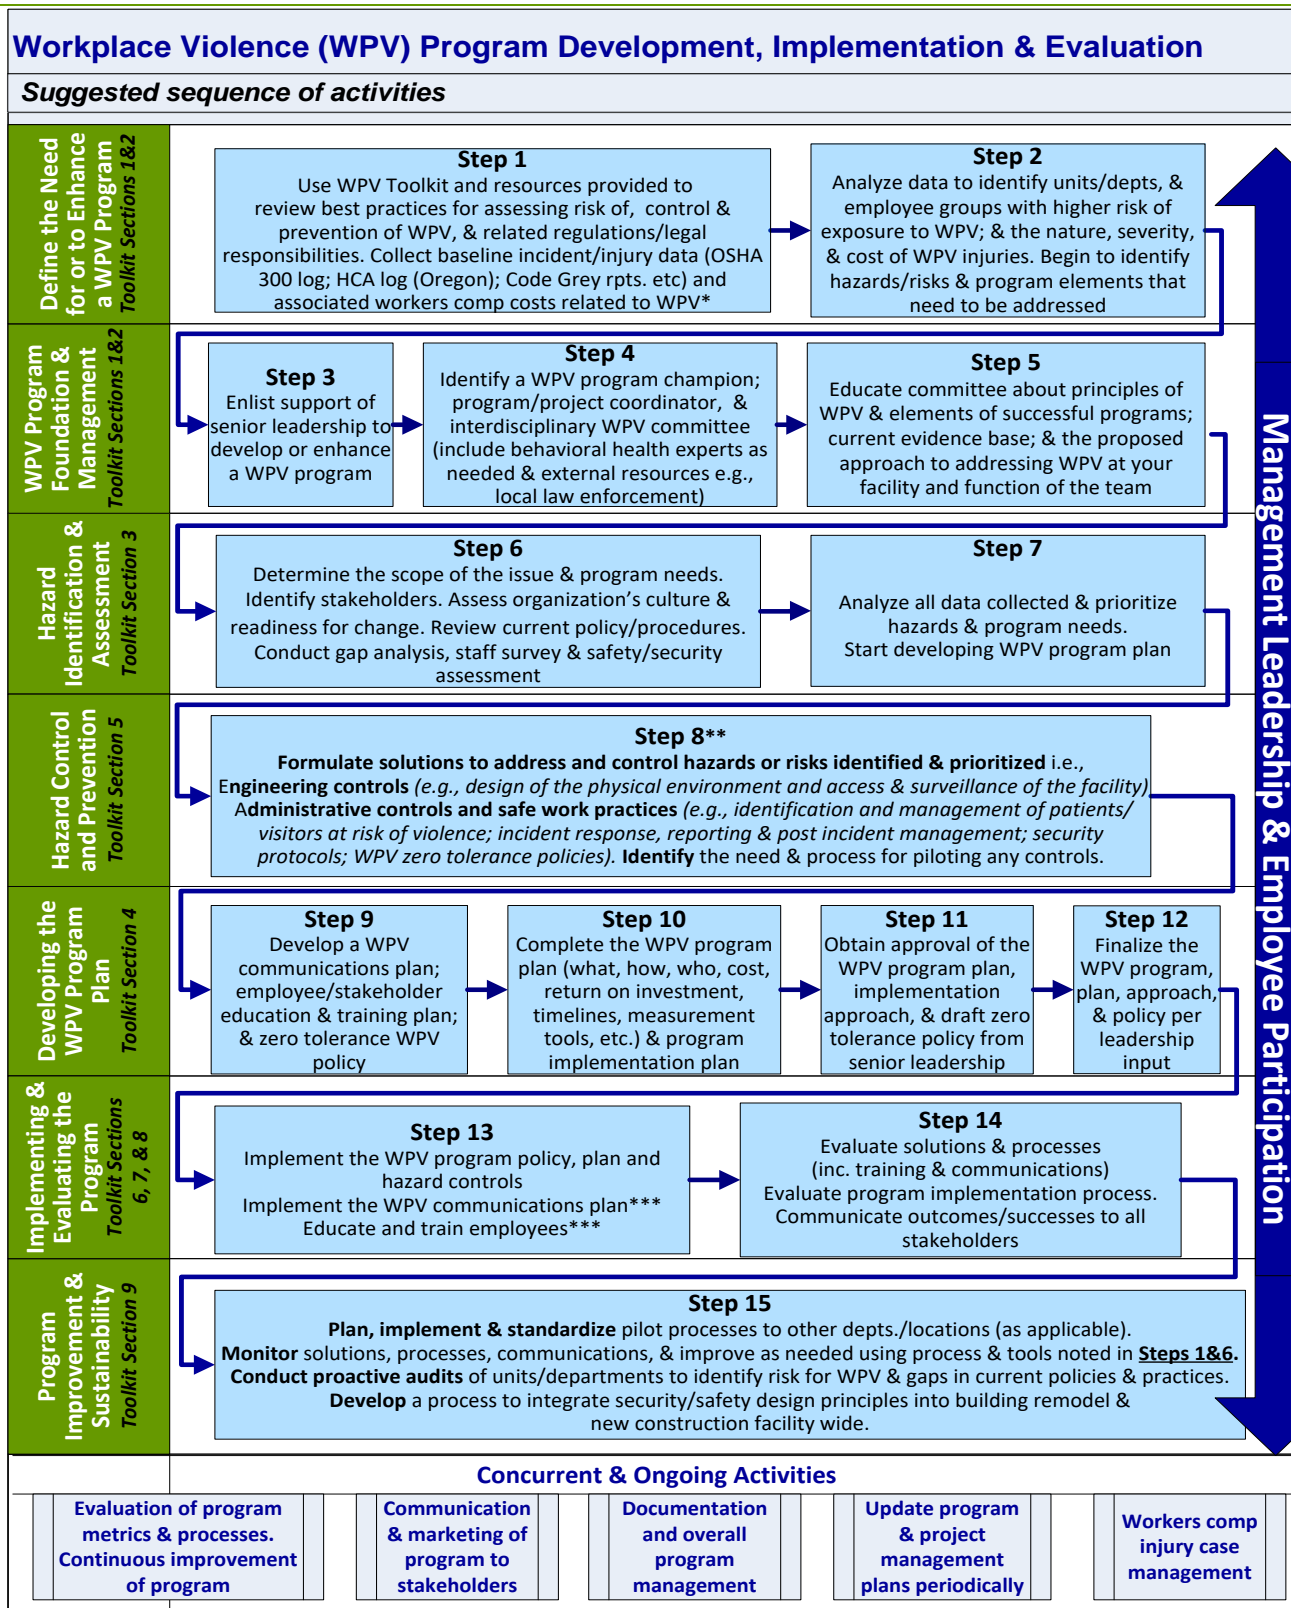 Workplace Violence (WPV) Program Development, Implementation & Evaluation
Suggested sequence of activities
Define the Need
for or to Enhance
a WPV Program
Toolkit Sections 1&2
Step 1
Use WPV Toolkit and resources provided to
review best practices for assessing risk of, control &
prevention of WPV, & related regulations/legal
responsibilities. Collect baseline incident/injury data (OSHA
300 log; HCA log (Oregon); Code Grey rpts. etc) and
associated workers comp costs related to WPV*
Step 2
Analyze data to identify units/depts, &
employee groups with higher risk of
exposure to WPV; & the nature, severity,
& cost of WPV injuries. Begin to identify
hazards/risks & program elements that
need to be addressed
WPV Program
Foundation &
Management
Toolkit Sections 1&2
Step 3
Enlist support of
senior leadership to
develop or enhance
a WPV program
Step 4
Identify a WPV program champion;
program/project coordinator, &
interdisciplinary WPV committee
(include behavioral health experts as
needed & external resources e.g.,
local law enforcement)
Step 5
Educate committee about principles of
WPV & elements of successful programs;
current evidence base; & the proposed
approach to addressing WPV at your
facility and function of the team
Hazard
Identification &
Assessment
Toolkit Section 3
Step 6
Determine the scope of the issue & program needs.
Identify stakeholders. Assess organization's culture &
readiness for change. Review current policy/procedures.
Conduct gap analysis, staff survey & safety/security
assessment
Step 7
Analyze all data collected & prioritize
hazards & program needs.
Start developing WPV program plan
Hazard Control
and Prevention
Toolkit Section 5
Step 8**
Formulate solutions to address and control hazards or risks identified & prioritized i.e.,
Engineering controls (e.g., design of the physical environment and access & surveillance of the facility)
Administrative controls and safe work practices (e.g., identification and management of patients/
visitors at risk of violence; incident response, reporting & post incident management; security
protocols; WPV zero tolerance policies). Identify the need & process for piloting any controls.
Developing the
WPV Program
Plan
Toolkit Section 4
Step 9
Develop a WPV
communications plan;
employee/stakeholder
education & training plan;
& zero tolerance WPV
policy
Step 10
Complete the WPV program
plan (what, how, who, cost,
return on investment,
timelines, measurement
tools, etc.) & program
implementation plan
Step 11
Obtain approval of the
WPV program plan,
implementation
approach, & draft zero
tolerance policy from
senior leadership
Step 12
Finalize the
WPV program,
plan, approach,
& policy per
leadership
input
Implementing &
Evaluating the
Program
Toolkit Sections
6, 7, &8
Step 13
Implement the WPV program policy, plan and
hazard controls
Implement the WPV communications plan***
Educate and train employees***
Step 14
Evaluate solutions & processes
(inc. training & communications)
Evaluate program implementation process.
Communicate outcomes/successes to all
stakeholders
Program
Improvement &
Sustainability
Toolkit Section 9
Step 15
Plan, implement & standardize pilot processes to other depts./locations (as applicable).
Monitor solutions, processes, communications, & improve as needed using process & tools noted in Steps 1&6.
Conduct proactive audits of units/departments to identify risk for WPV & gaps in current policies & practices.
Develop a process to integrate security/safety design principles into building remodel &
new construction facility wide.
Management Leadership & Employee Participation
Concurrent & Ongoing Activities
Evaluation of program
metrics & processes.
Continuous improvement
of program
Communication
& marketing of
program to
stakeholders
Documentation
and overall
program
management
Update program
& project
management
plans periodically
Workers comp
injury case
management